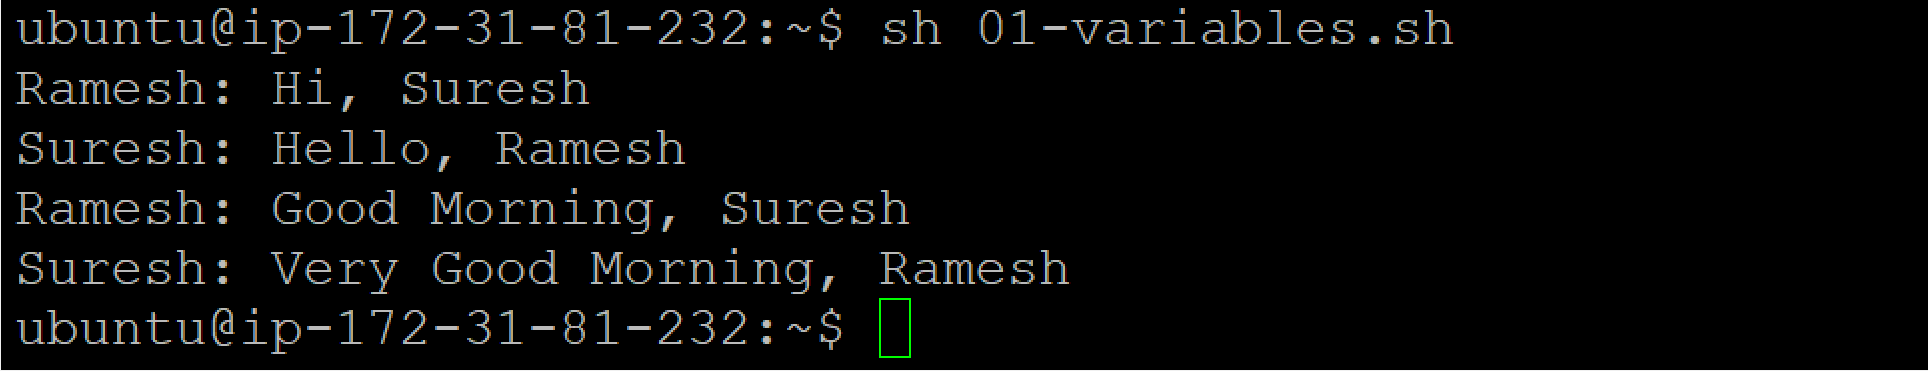 ubuntu@ip-172-31-81-232:~$ sh 01-variables.sh
Ramesh: Hi, Suresh
Suresh: Hello, Ramesh
Ramesh: Good Morning, Suresh
Suresh: Very Good Morning, Ramesh
ubuntu@ip-172-31-81-232:~$